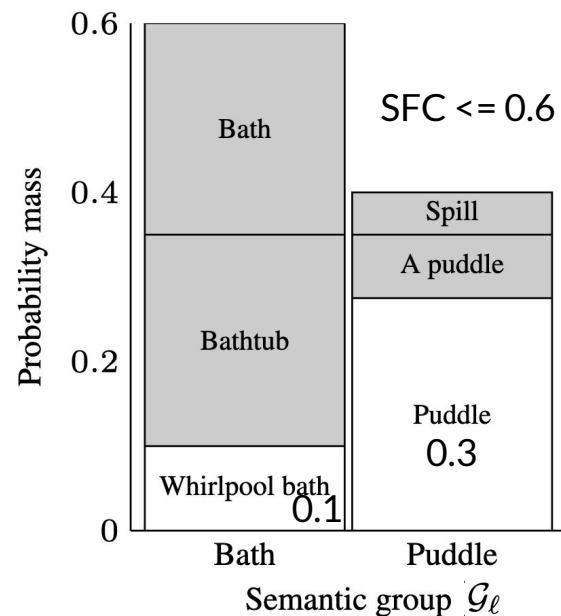 0.6
Bath
SFC <= 0.6
Probability mass
0.4
Spill
A puddle
Bathtub
0.2
Puddle
0.3
Whirlpool bath
0.1
0
Bath
Puddle
Semantic group 𝒢ℓ